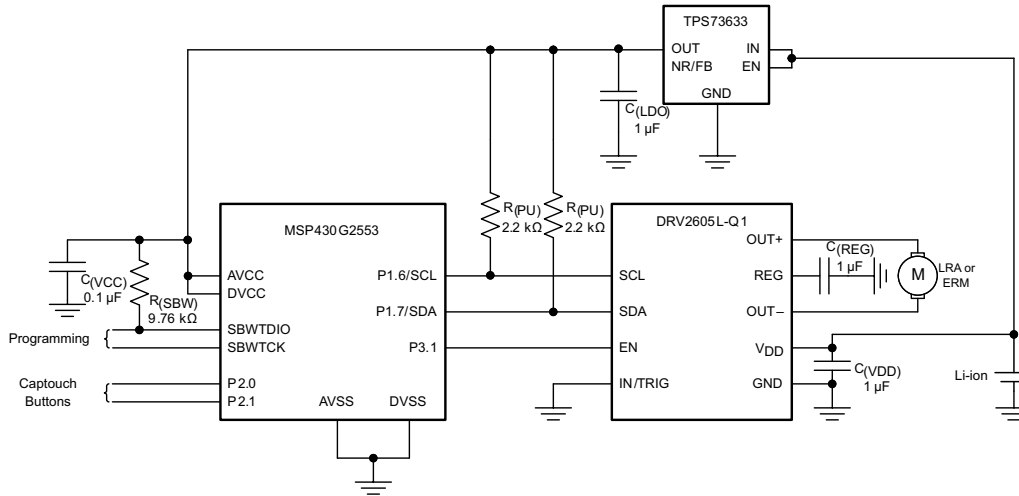 TPS73633
OUT
IN
NR/FB
EN
GND
C(LDO)
1 µF
R(PU)
2.2 kΩ
R(PU)
2.2 kΩ
MSP430G2553
AVCC
DVCC
SBWTDIO
SBWTCK
P2.0
P2.1
AVSS
DVSS
P1.6/SCL
P1.7/SDA
P3.1
C(VCC)
0.1 µF
R(SBW)
9.76 kΩ
Programming
Captouch
Buttons
DRV2605L-Q1
SCL
SDA
EN
IN/TRIG
OUT+
REG
OUT–
VDD
GND
C(REG)
1 µF
M
LRA or
ERM
C(VDD)
1 µF
Li-ion